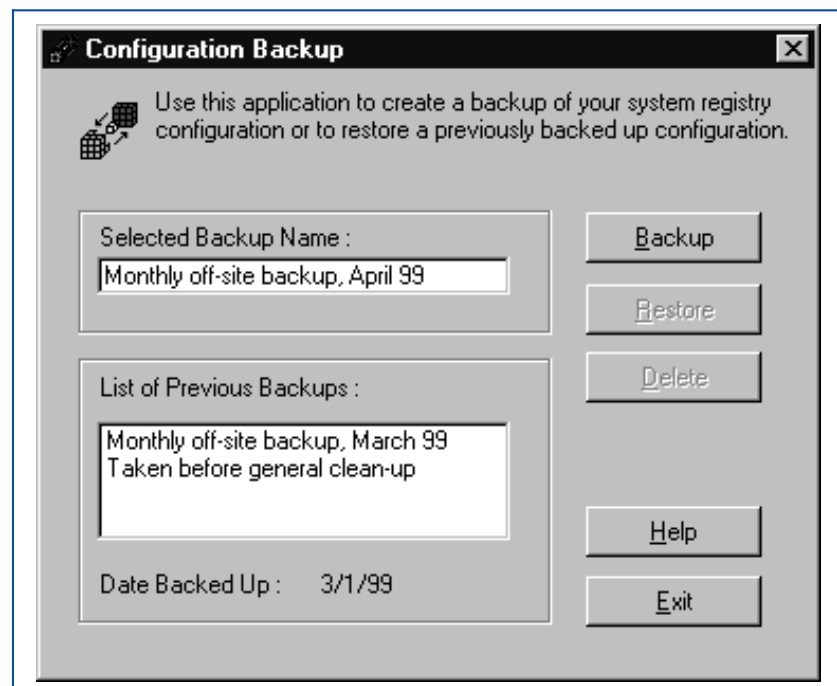 Configuration Backup
Use this application to create a backup of your system registry
configuration or to restore a previously backed up configuration.
Selected Backup Name :
Monthly off-site backup, April 99
Backup
Restore
Delete
List of Previous Backups :
Monthly off-site backup, March 99
Taken before general clean-up
Date Backed Up : 3/1/99
Help
Exit